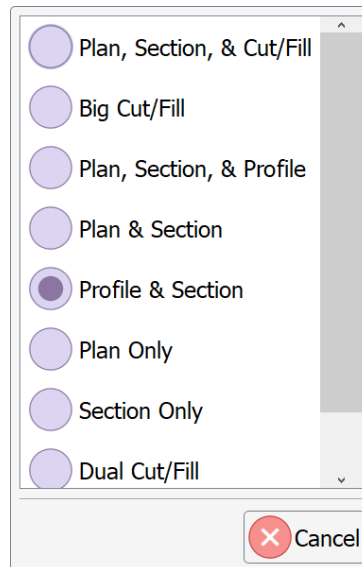 Plan, Section, & Cut/Fill
Big Cut/Fill
Plan, Section, & Profile
Plan & Section
Profile & Section
Plan Only
Section Only
Dual Cut/Fill
Cancel